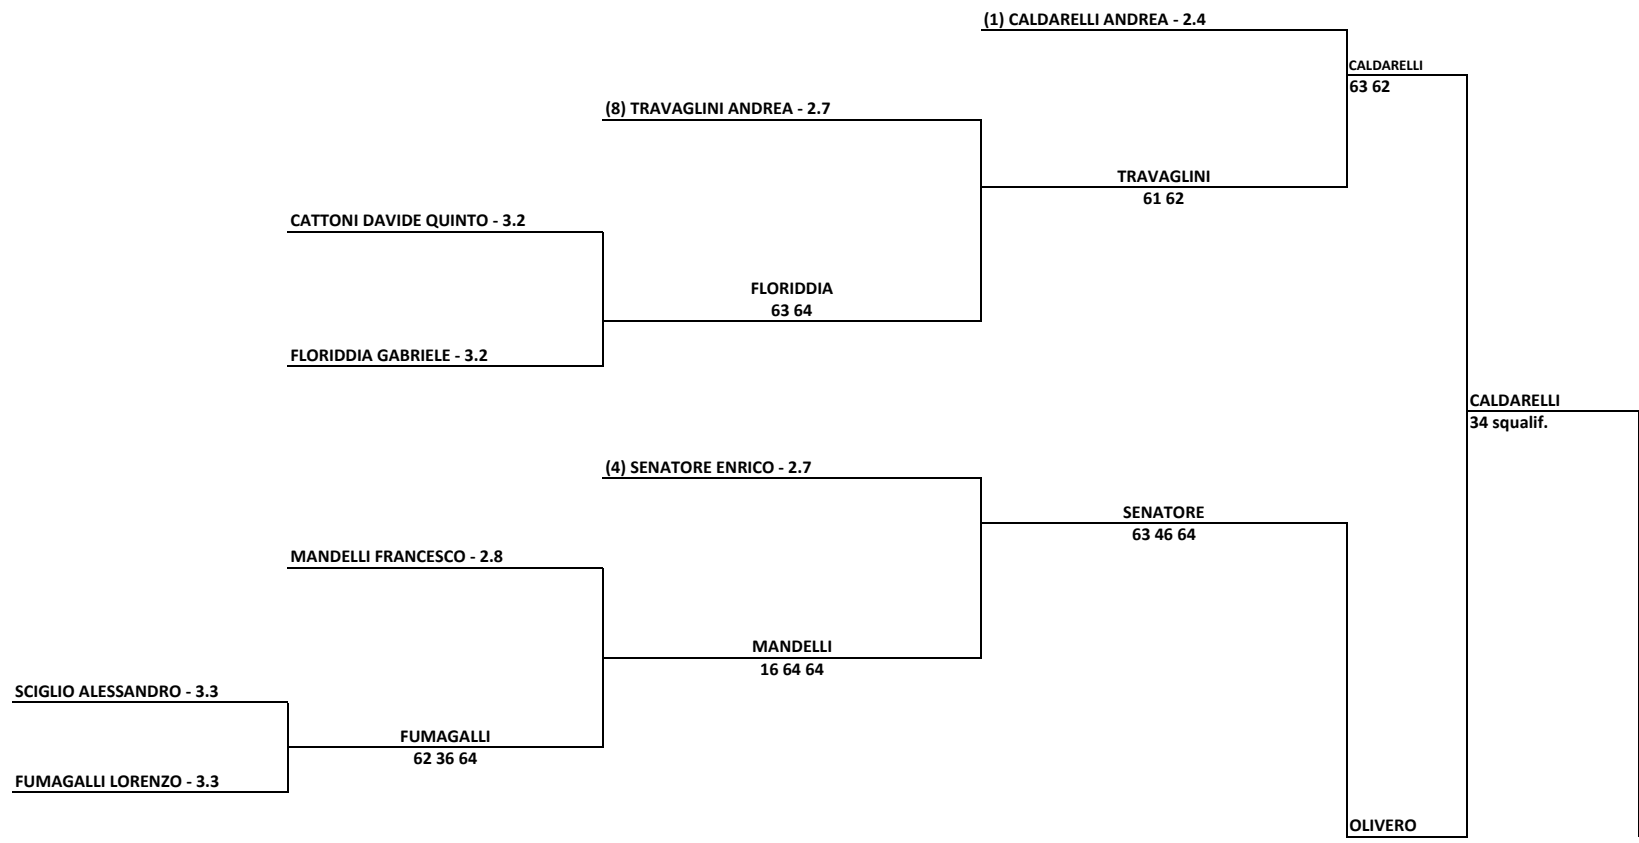 (1) CALDARELLI ANDREA - 2.4
CALDARELLI
63 62
(8) TRAVAGLINI ANDREA - 2.7
TRAVAGLINI
61 62
CATTONI DAVIDE QUINTO - 3.2
FLORIDDIA
63 64
FLORIDDIA GABRIELE - 3.2
CALDARELLI
34 squalif.
(4) SENATORE ENRICO - 2.7
SENATORE
63 46 64
MANDELLI FRANCESCO - 2.8
MANDELLI
16 64 64
SCIGLIO ALESSANDRO - 3.3
FUMAGALLI
62 36 64
FUMAGALLI LORENZO - 3.3
OLIVERO